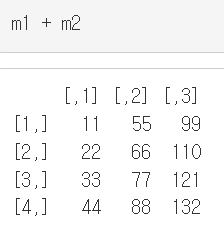 m1 + m2
[,1] [,2] [,3]
[1,] 11 55 99
[2,] 22 66 110
[3,] 33 77 121
[4,] 44 88 132